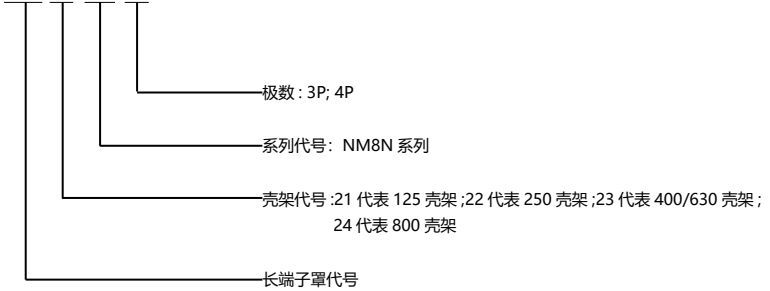 极数 : 3P; 4P
系列代号：NM8N 系列
壳架代号 :21 代表 125 壳架 ;22 代表 250 壳架 ;23 代表 400/630 壳架 ;
24 代表 800 壳架
长端子罩代号